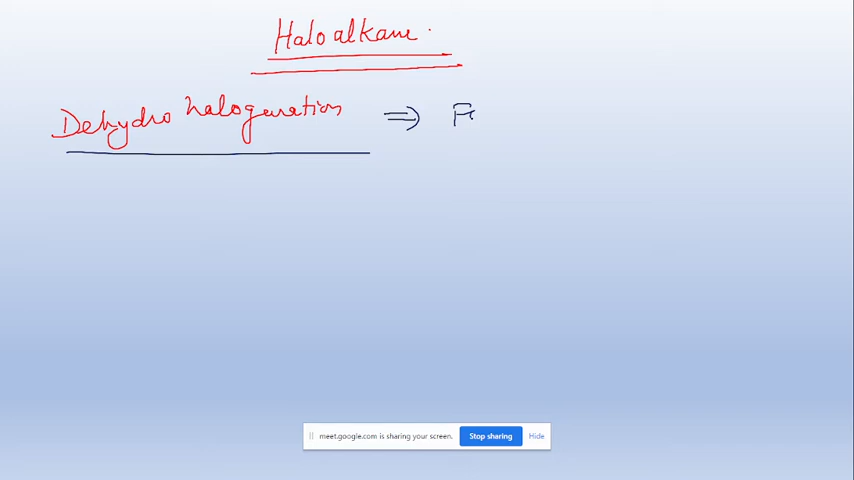 Haloalkane.
Dehydrohalogenation ⇒
meet.google.com is sharing your screen. Stop sharing Hide